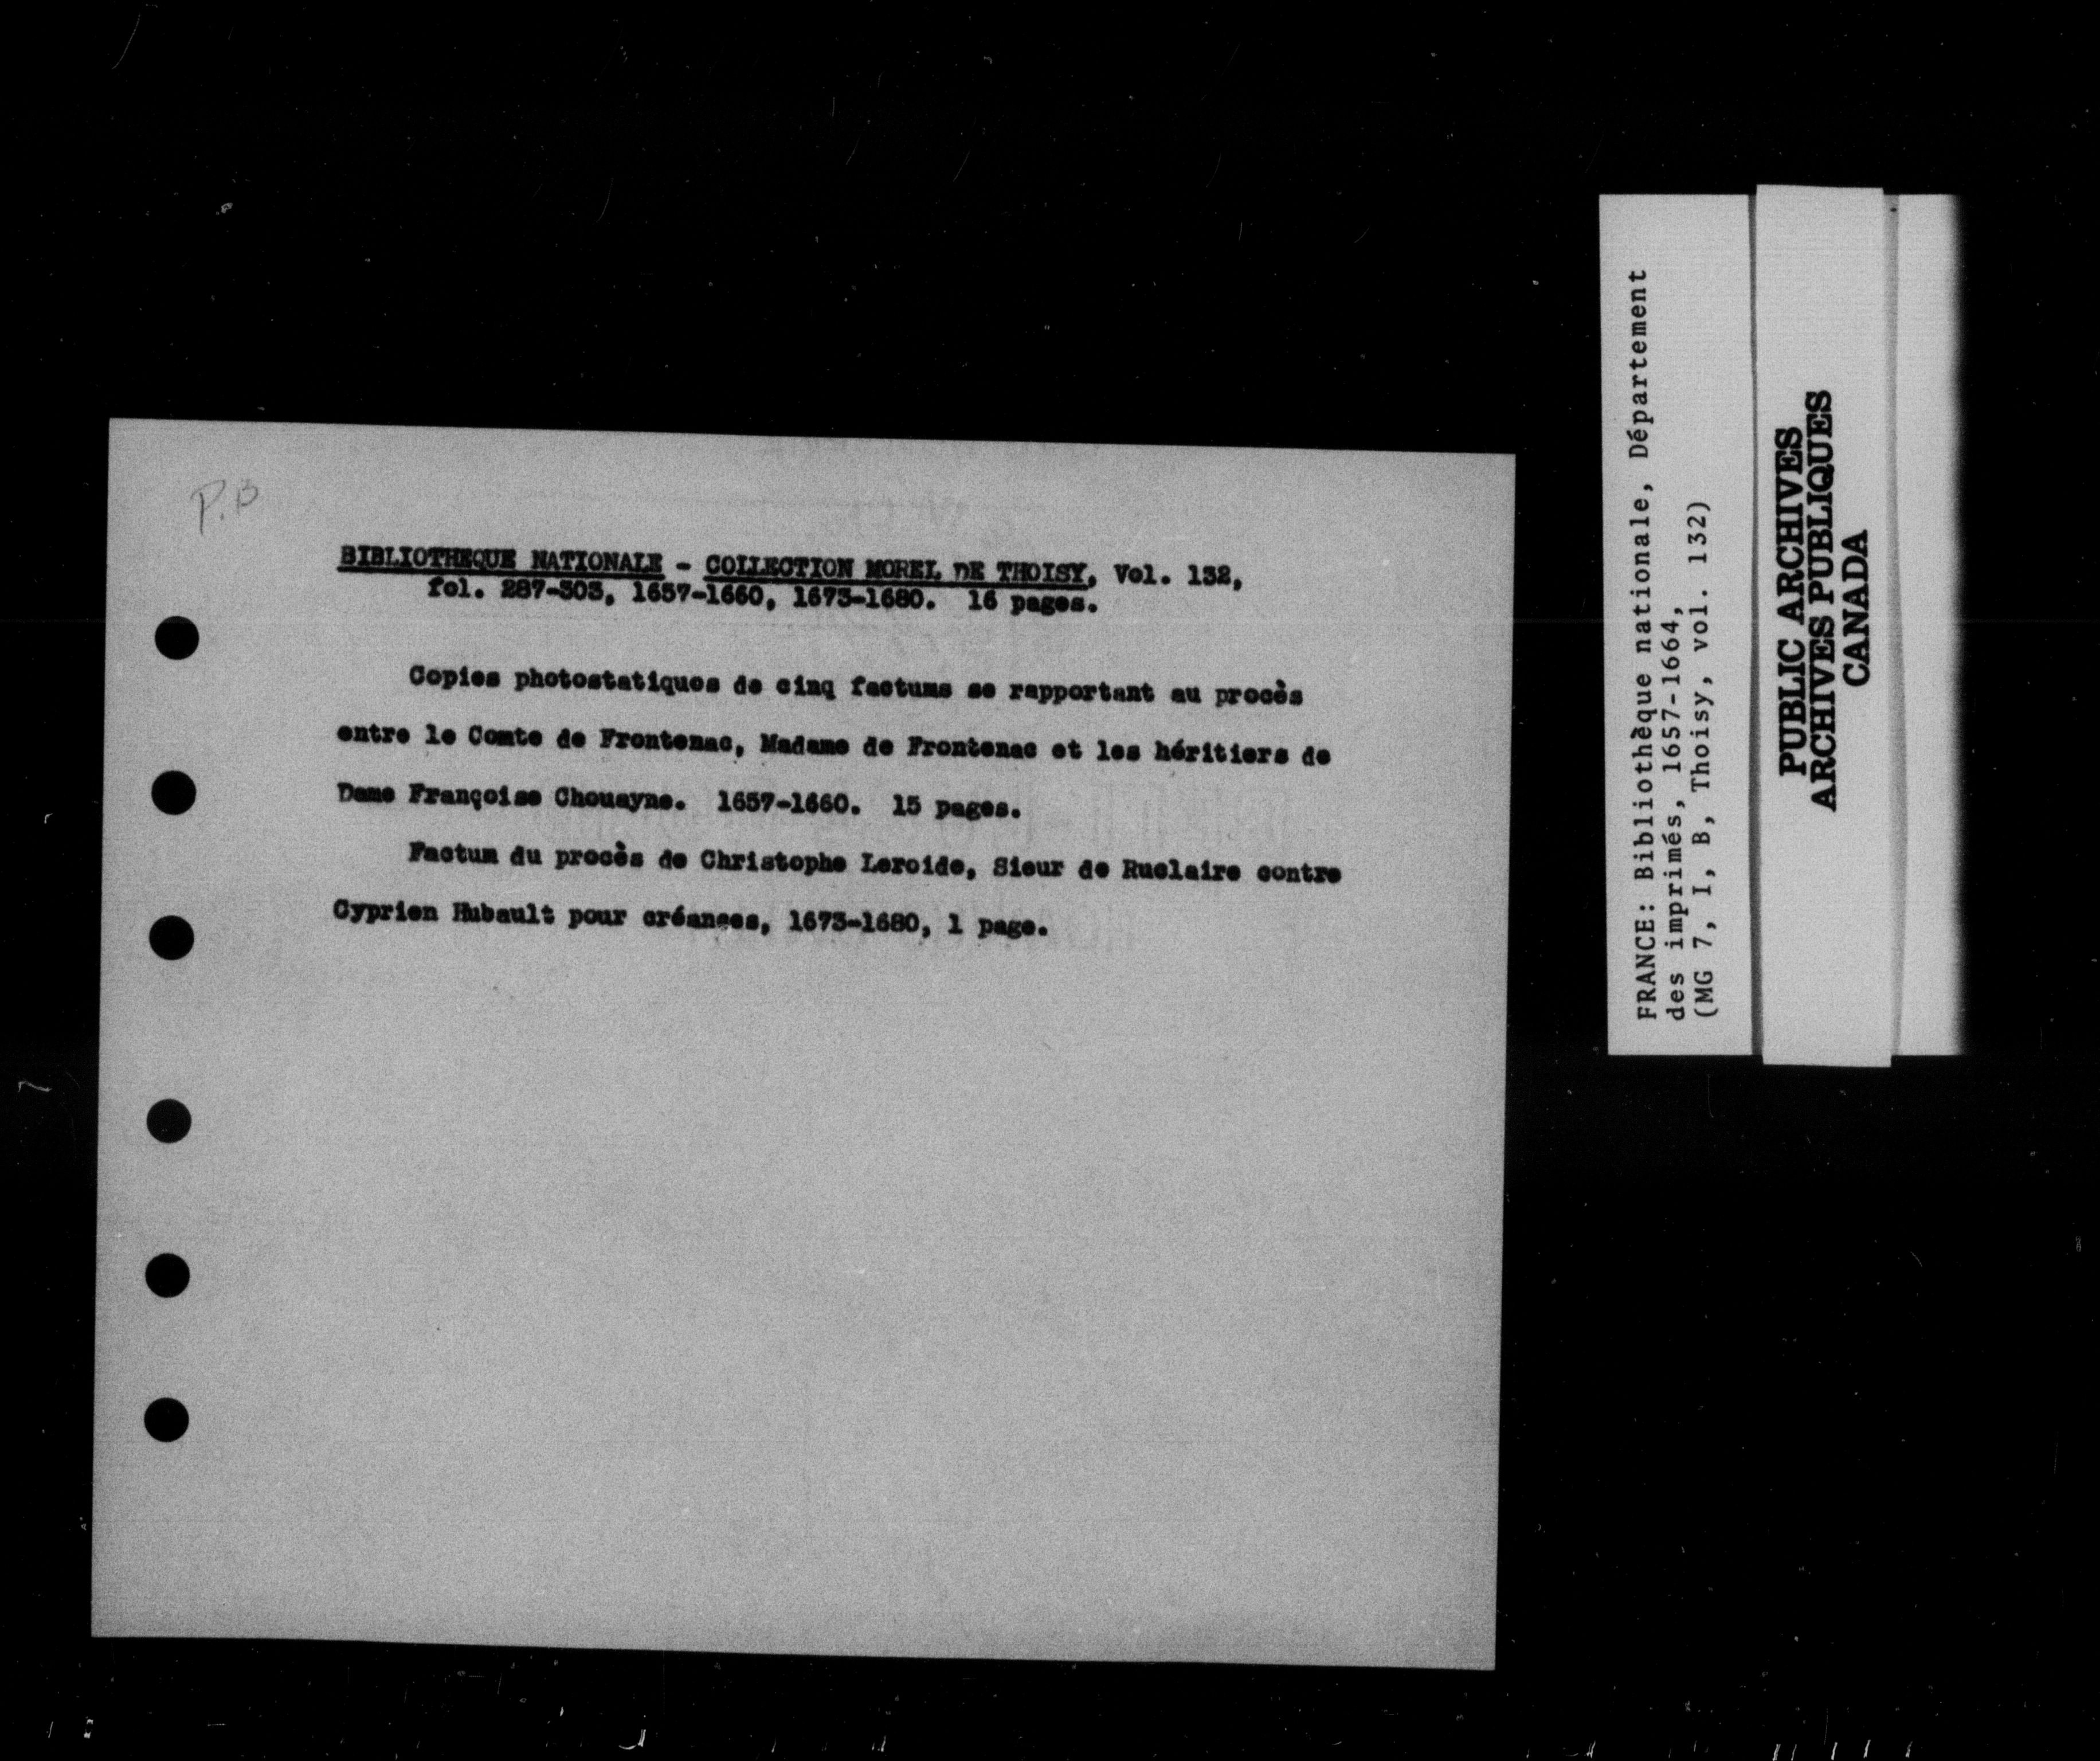 P.B
BIBLIOTHEQUE NATIONALE - COLLECTION MOREL DE THOISY, Vol. 132,
fol. 287-303, 1657-1660, 1673-1680. 16 pages.
Copies photostatiques de cinq factums se rapportant au procès
entre le Comte de Frontenac, Madame de Frontenac et les héritiers de
Dame Françoise Chouayne. 1657-1660. 15 pages.
Factum du procès de Christophe Leroide, Sieur de Ruclaire contre
Cyprien Hubault pour créances, 1673-1680, 1 page.
FRANCE: Bibliothèque nationale, Département
des imprimés, 1657-1664,
(MG 7, I, B, Thoisy, vol. 132)
PUBLIC ARCHIVES
ARCHIVES PUBLIQUES
CANADA